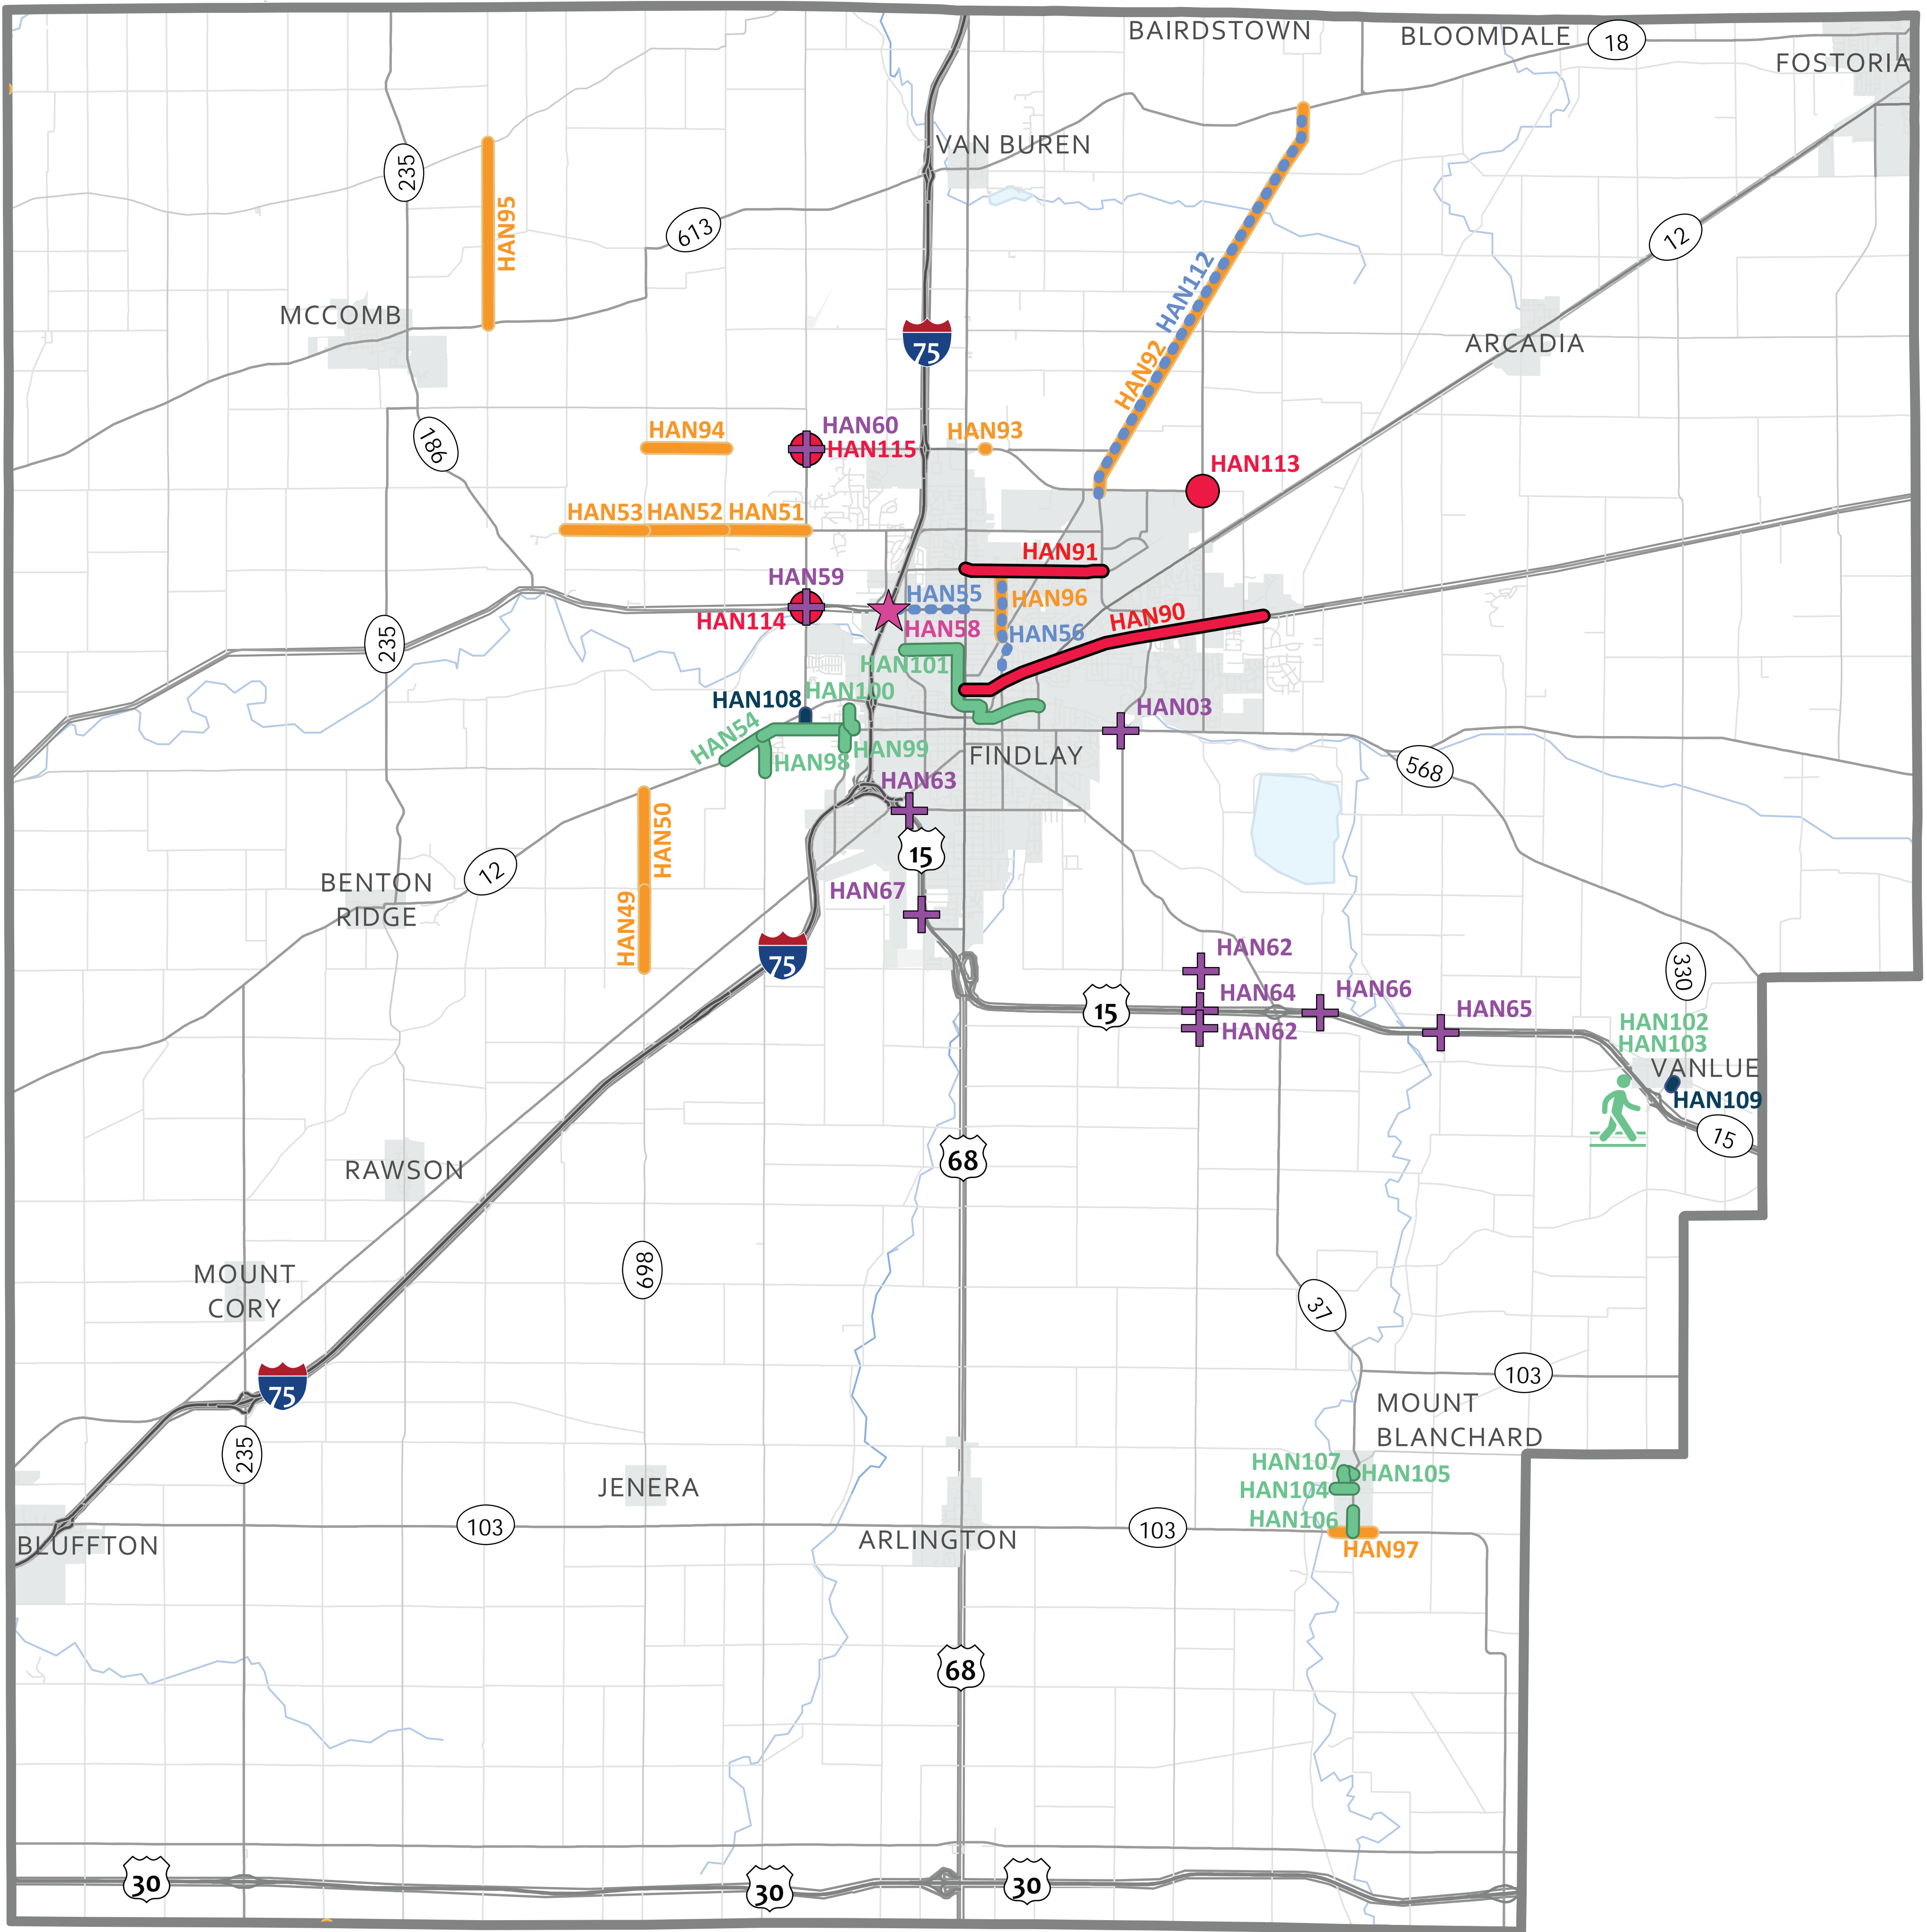 BAIRDSTOWN
BLOOMDALE
18
FOSTORIA
VAN BUREN
235
HAN95
613
12
HAN112
MCCOMB
75
ARCADIA
HAN92
186
HAN94
HAN60
HAN115
HAN93
HAN113
HAN53
HAN52
HAN51
HAN91
HAN59
HAN55
HAN96
HAN114
HAN58
HAN56
HAN90
235
HAN101
HAN100
HAN108
HAN03
HAN54
HAN98
HAN99
FINDLAY
568
HAN63
HAN50
15
12
BENTON
RIDGE
HAN67
HAN49
75
HAN62
330
HAN64
HAN66
15
HAN65
HAN62
HAN102
HAN103
VANLUE
HAN109
15
68
RAWSON
698
MOUNT
CORY
37
75
103
MOUNT
BLANCHARD
235
HAN107
HAN105
JENERA
HAN104
HAN106
103
103
BLUFFTON
ARLINGTON
HAN97
68
30
30
30